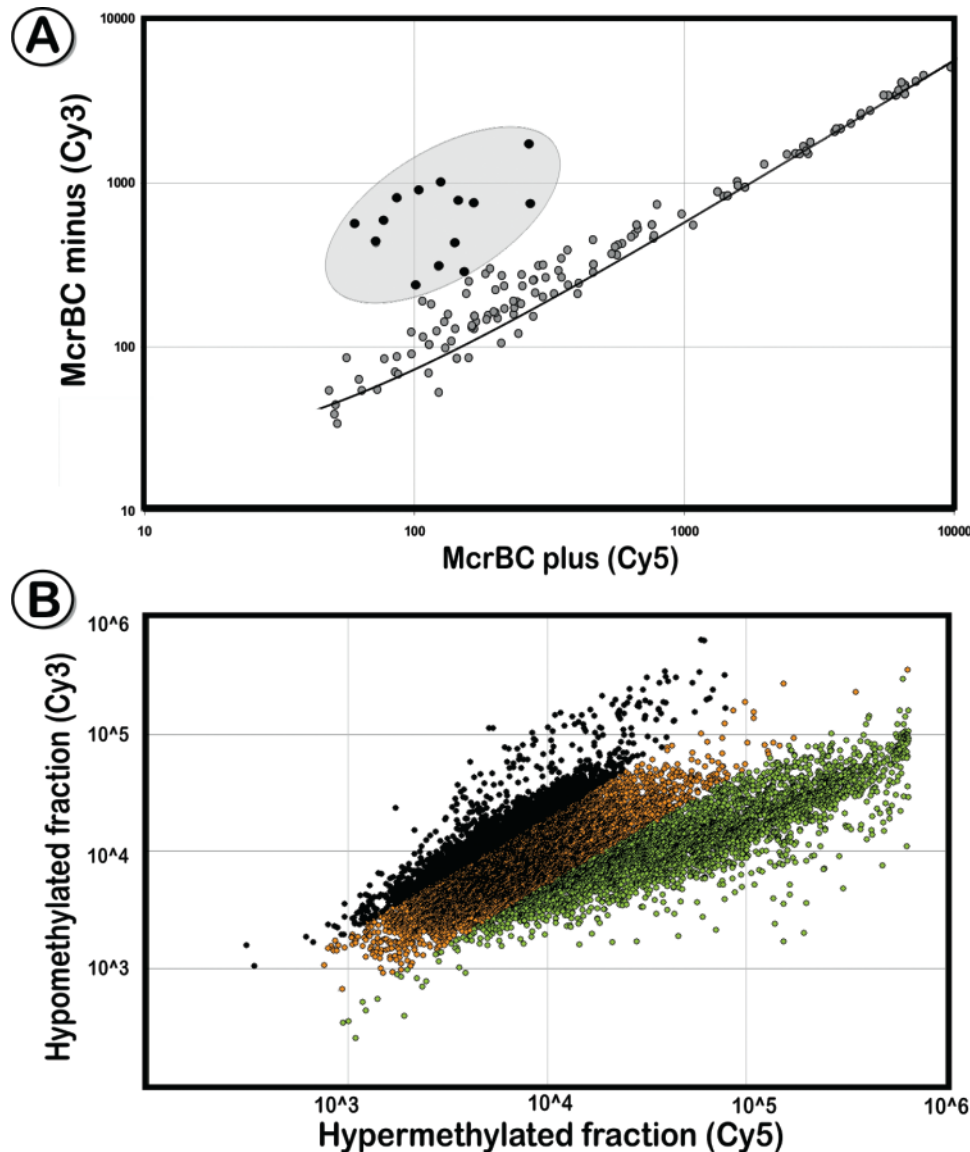 A
10000
1000
100
10
McrBC minus (Cy3)
10
100
1000
10000
McrBC plus (Cy5)
B
10^6
10^5
10^4
10^3
Hypomethylated fraction (Cy3)
10^3
10^4
10^5
10^6
Hypermethylated fraction (Cy5)